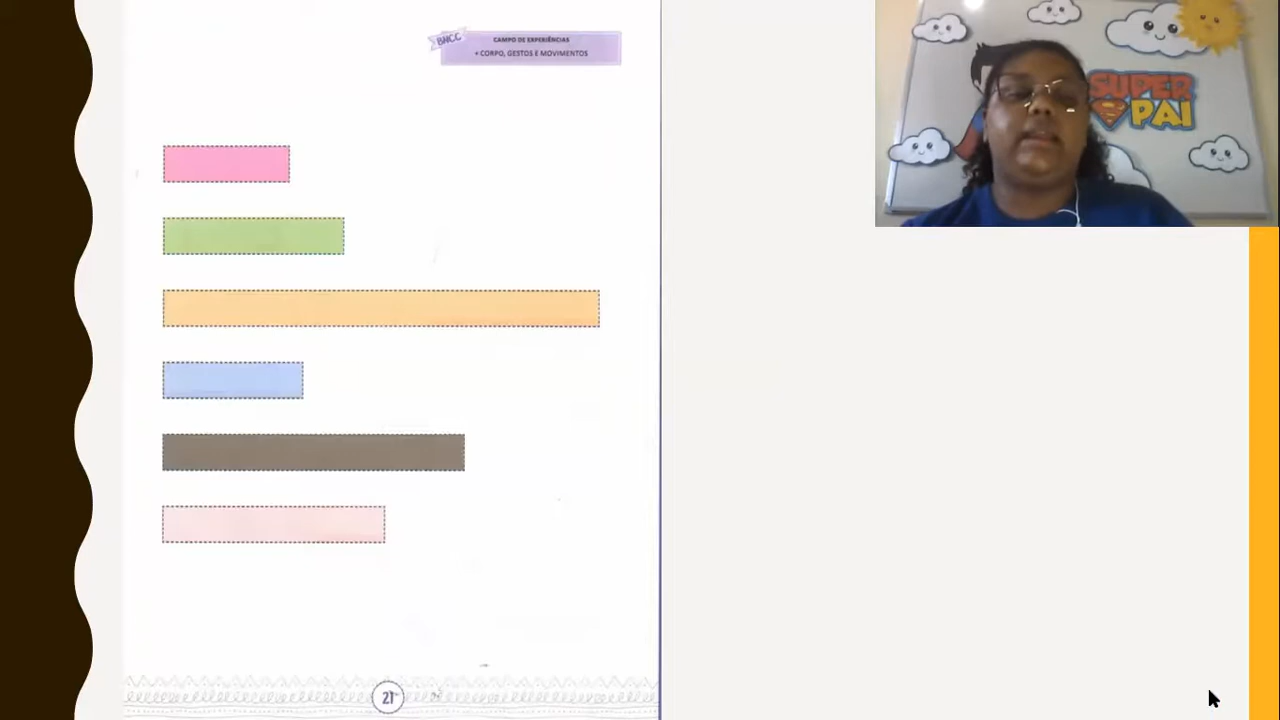 BNCC
CAMPO DE EXPERIÊNCIAS
• CORPO, GESTOS E MOVIMENTOS
SUPER
PAI
21